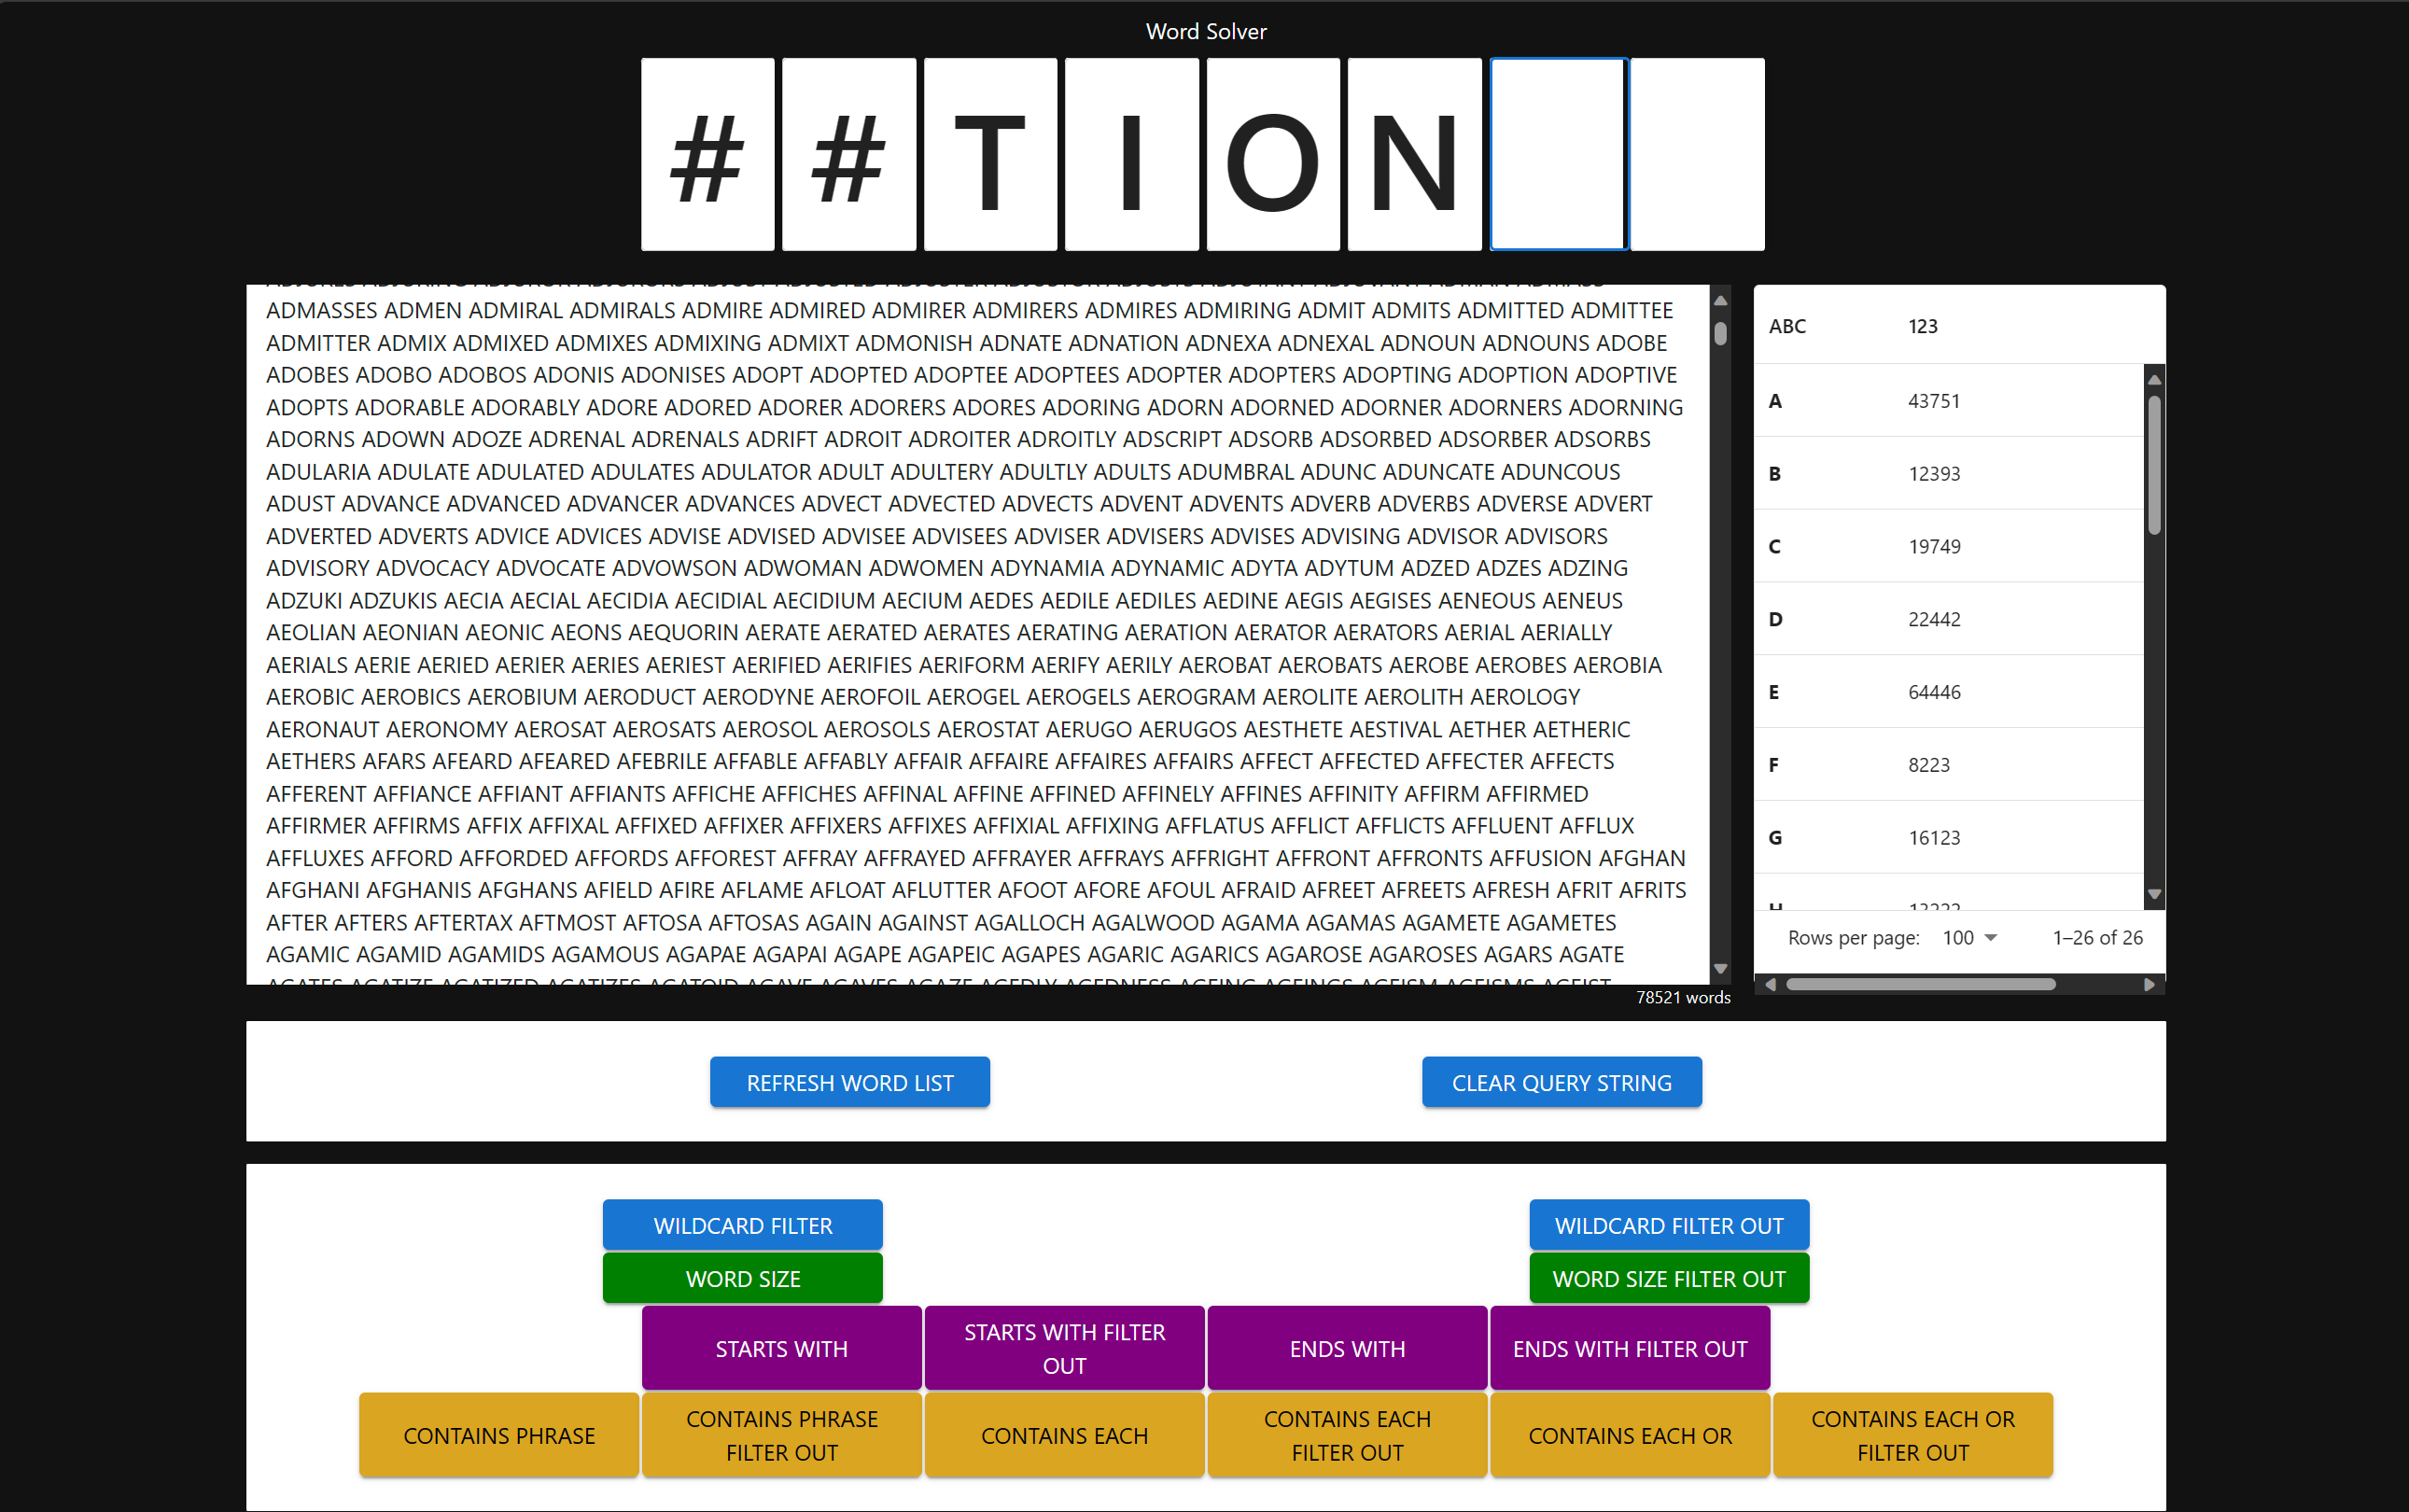 Word Solver
# # T I O N
ADMASSES ADMEN ADMIRAL ADMIRALS ADMIRE ADMIRED ADMIRER ADMIRERS ADMIRES ADMIRING ADMIT ADMITS ADMITTED ADMITTEE
ADMITTER ADMIX ADMIXED ADMIXES ADMIXING ADMIXT ADMONISH ADNATE ADNATION ADNEXA ADNEXAL ADNOUN ADNOUNS ADOBE
ADOBES ADOBO ADOBOS ADONIS ADONISES ADOPT ADOPTED ADOPTEE ADOPTEES ADOPTER ADOPTERS ADOPTING ADOPTION ADOPTIVE
ADOPTS ADORABLE ADORABLY ADORE ADORED ADORER ADORERS ADORES ADORING ADORN ADORNED ADORNER ADORNERS ADORNING
ADORNS ADOWN ADOZE ADRENAL ADRENALS ADRIFT ADROIT ADROITER ADROITLY ADSCRIPT ADSORB ADSORBED ADSORBER ADSORBS
ADULARIA ADULATE ADULATED ADULATES ADULATOR ADULT ADULTERY ADULTLY ADULTS ADUMBRAL ADUNC ADUNCATE ADUNCOUS
ADUST ADVANCE ADVANCED ADVANCER ADVANCES ADVECT ADVECTED ADVECTS ADVENT ADVENTS ADVERB ADVERBS ADVERSE ADVERT
ADVERTED ADVERTS ADVICE ADVICES ADVISE ADVISED ADVISEE ADVISEES ADVISER ADVISERS ADVISES ADVISING ADVISOR ADVISORS
ADVISORY ADVOCACY ADVOCATE ADVOWSON ADWOMAN ADWOMEN ADYNAMIA ADYNAMIC ADYTA ADYTUM ADZED ADZES ADZING
ADZUKI ADZUKIS AECIA AECIAL AECIDIA AECIDIAL AECIDIUM AECIUM AEDES AEDILE AEDILES AEDINE AEGIS AEGISES AENEOUS AENEUS
AEOLIAN AEONIAN AEONIC AEONS AEQUORIN AERATE AERATED AERATES AERATING AERATION AERATOR AERATORS AERIAL AERIALLY
AERIALS AERIE AERIED AERIER AERIES AERIEST AERIFIED AERIFIES AERIFORM AERIFY AERILY AEROBAT AEROBATS AEROBE AEROBES AEROBIA
AEROBIC AEROBICS AEROBIUM AERODUCT AERODYNE AEROFOIL AEROGEL AEROGELS AEROGRAM AEROLITE AEROLITH AEROLOGY
AERONAUT AERONOMY AEROSAT AEROSATS AEROSOL AEROSOLS AEROSTAT AERUGO AERUGOS AESTHETE AESTIVAL AETHER AETHERIC
AETHERS AFARS AFEARD AFEARED AFEBRILE AFFABLE AFFABLY AFFAIR AFFAIRE AFFAIRES AFFAIRS AFFECT AFFECTED AFFECTER AFFECTS
AFFERENT AFFIANCE AFFIANT AFFIANTS AFFICHE AFFICHES AFFINAL AFFINE AFFINED AFFINELY AFFINES AFFINITY AFFIRM AFFIRMED
AFFIRMER AFFIRMS AFFIX AFFIXAL AFFIXED AFFIXER AFFIXERS AFFIXES AFFIXIAL AFFIXING AFFLATUS AFFLICT AFFLICTS AFFLUENT AFFLUX
AFFLUXES AFFORD AFFORDED AFFORDS AFFOREST AFFRAY AFFRAYED AFFRAYER AFFRAYS AFFRIGHT AFFRONT AFFRONTS AFFUSION AFGHAN
AFGHANI AFGHANIS AFGHANS AFIELD AFIRE AFLAME AFLOAT AFLUTTER AFOOT AFORE AFOUL AFRAID AFREET AFREETS AFRESH AFRIT AFRITS
AFTER AFTERS AFTERTAX AFTMOST AFTOSA AFTOSAS AGAIN AGAINST AGALLOCH AGALWOOD AGAMA AGAMAS AGAMETE AGAMETES
AGAMIC AGAMID AGAMIDS AGAMOUS AGAPAE AGAPAI AGAPE AGAPEIC AGAPES AGARIC AGARICS AGAROSE AGAROSES AGARS AGATE
78521 words
ABC 123
A 43751
B 12393
C 19749
D 22442
E 64446
F 8223
G 16123
H 13222
Rows per page: 100 1–26 of 26
REFRESH WORD LIST
CLEAR QUERY STRING
WILDCARD FILTER
WILDCARD FILTER OUT
WORD SIZE
WORD SIZE FILTER OUT
STARTS WITH
STARTS WITH FILTER
OUT
ENDS WITH
ENDS WITH FILTER OUT
CONTAINS PHRASE
CONTAINS PHRASE
FILTER OUT
CONTAINS EACH
CONTAINS EACH
FILTER OUT
CONTAINS EACH OR
CONTAINS EACH OR
FILTER OUT